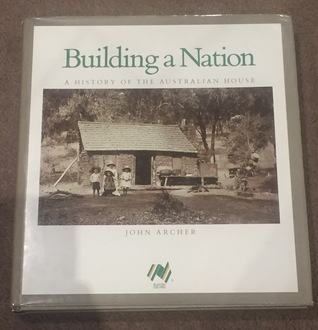 Building a Nation
A HISTORY OF THE AUSTRALIAN HOUSE
JOHN ARCHER